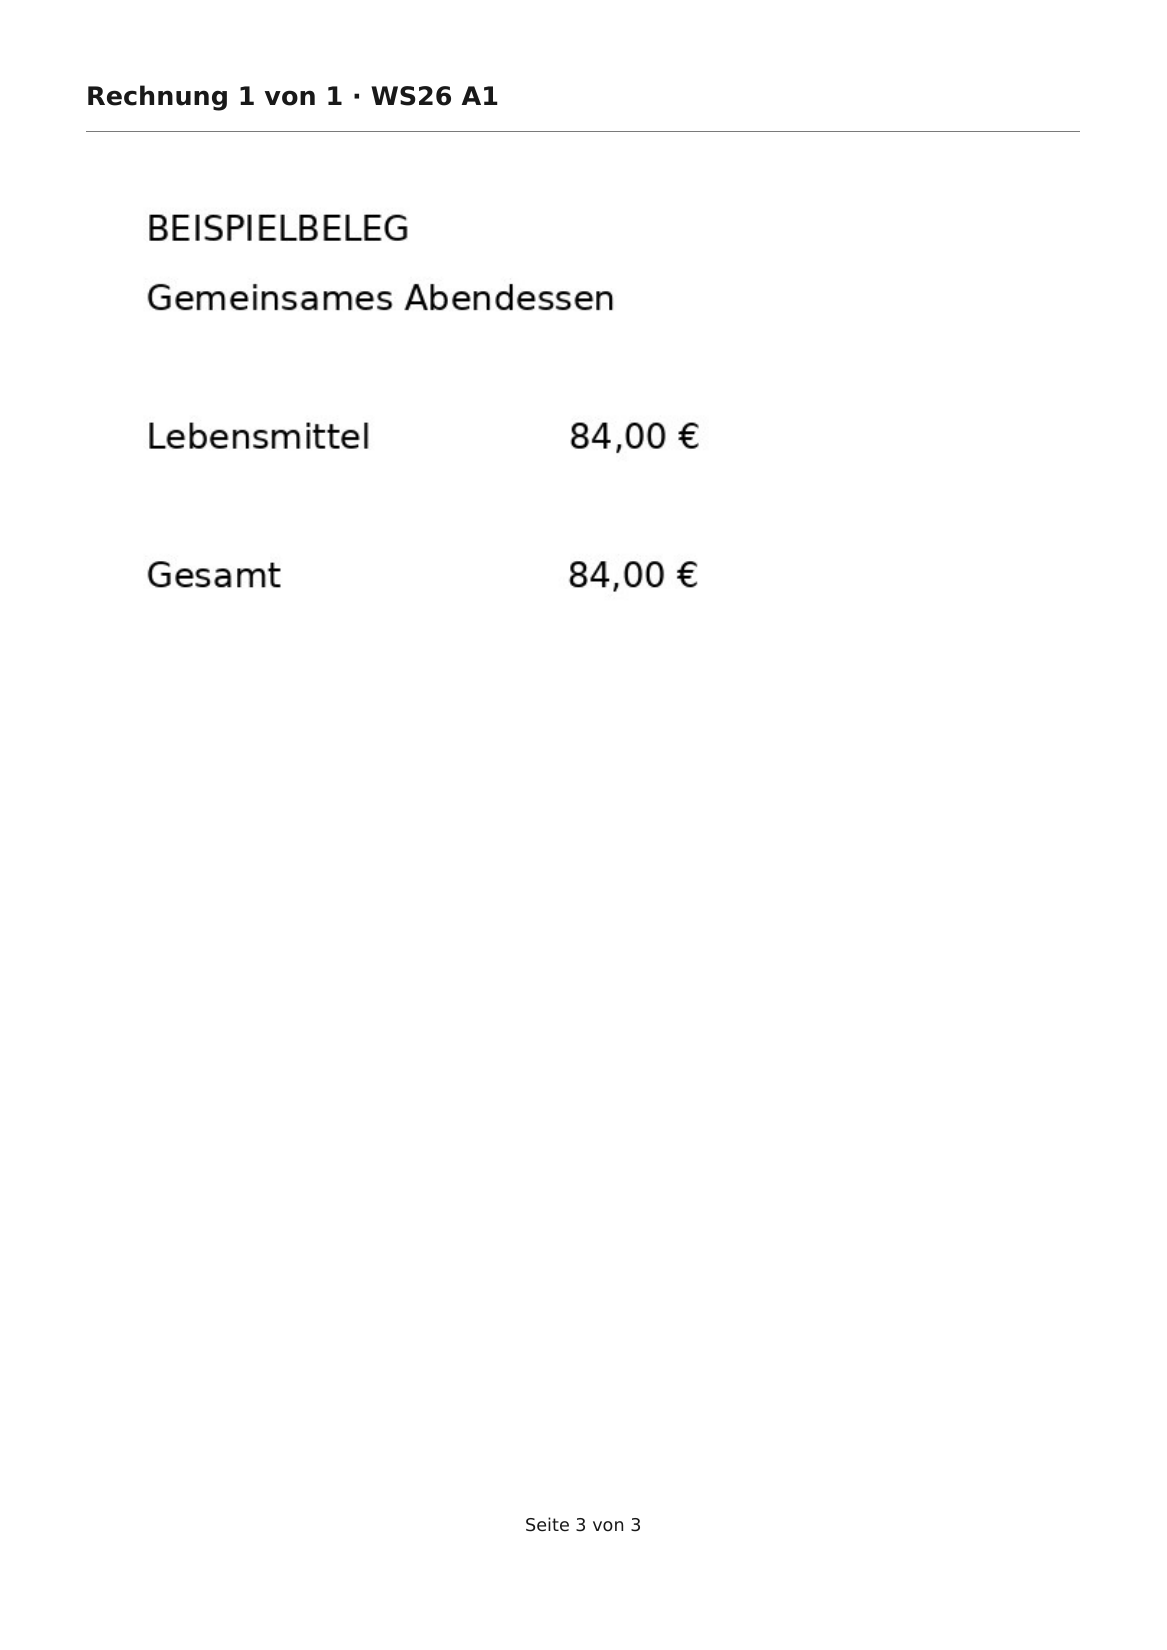 Rechnung 1 von 1 · WS26 A1
BEISPIELBELEG
Gemeinsames Abendessen
Lebensmittel 84,00 €
Gesamt 84,00 €
Seite 3 von 3